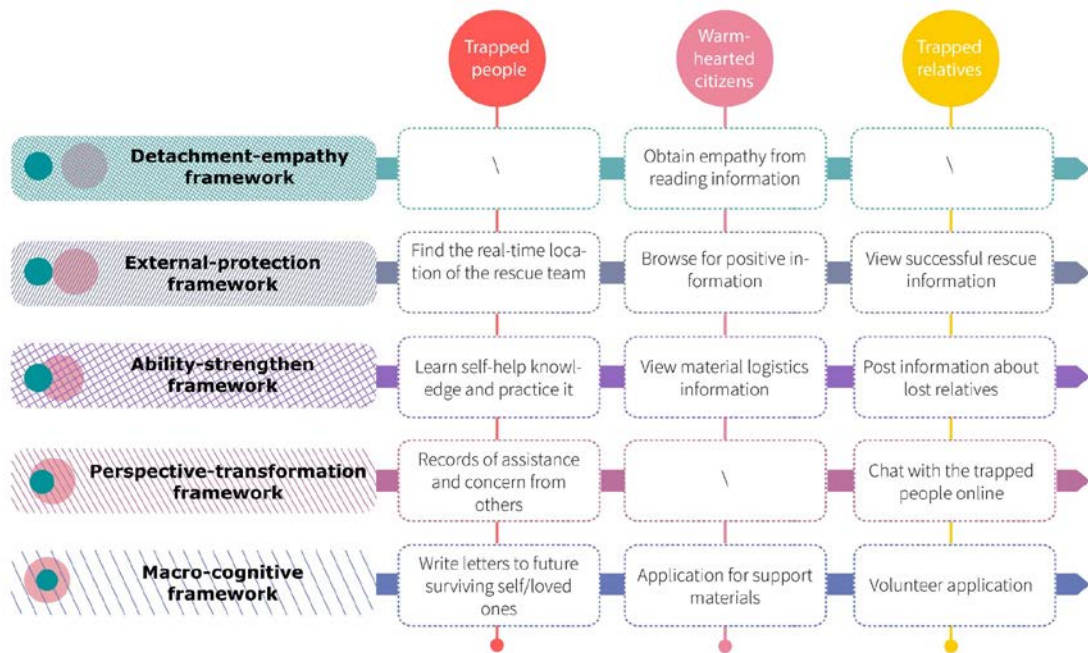 Trapped
people
Warm-
hearted
citizens
Trapped
relatives
Detachment-empathy
framework
\
Obtain empathy from
reading information
\
External-protection
framework
Find the real-time loca-
tion of the rescue team
Browse for positive in-
formation
View successful rescue
information
Ability-strengthen
framework
Learn self-help knowl-
edge and practice it
View material logistics
information
Post information about
lost relatives
Perspective-transformation
framework
Records of assistance
and concern from
others
\
Chat with the trapped
people online
Macro-cognitive
framework
Write letters to future
surviving self/loved
ones
Application for support
materials
Volunteer application